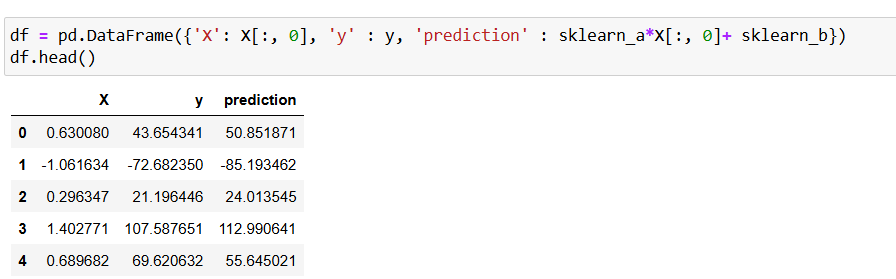 df = pd.DataFrame({'X': X[:, 0], 'y' : y, 'prediction' : sklearn_a*X[:, 0]+ sklearn_b})
df.head()
X y prediction
0 0.630080 43.654341 50.851871
1 -1.061634 -72.682350 -85.193462
2 0.296347 21.196446 24.013545
3 1.402771 107.587651 112.990641
4 0.689682 69.620632 55.645021